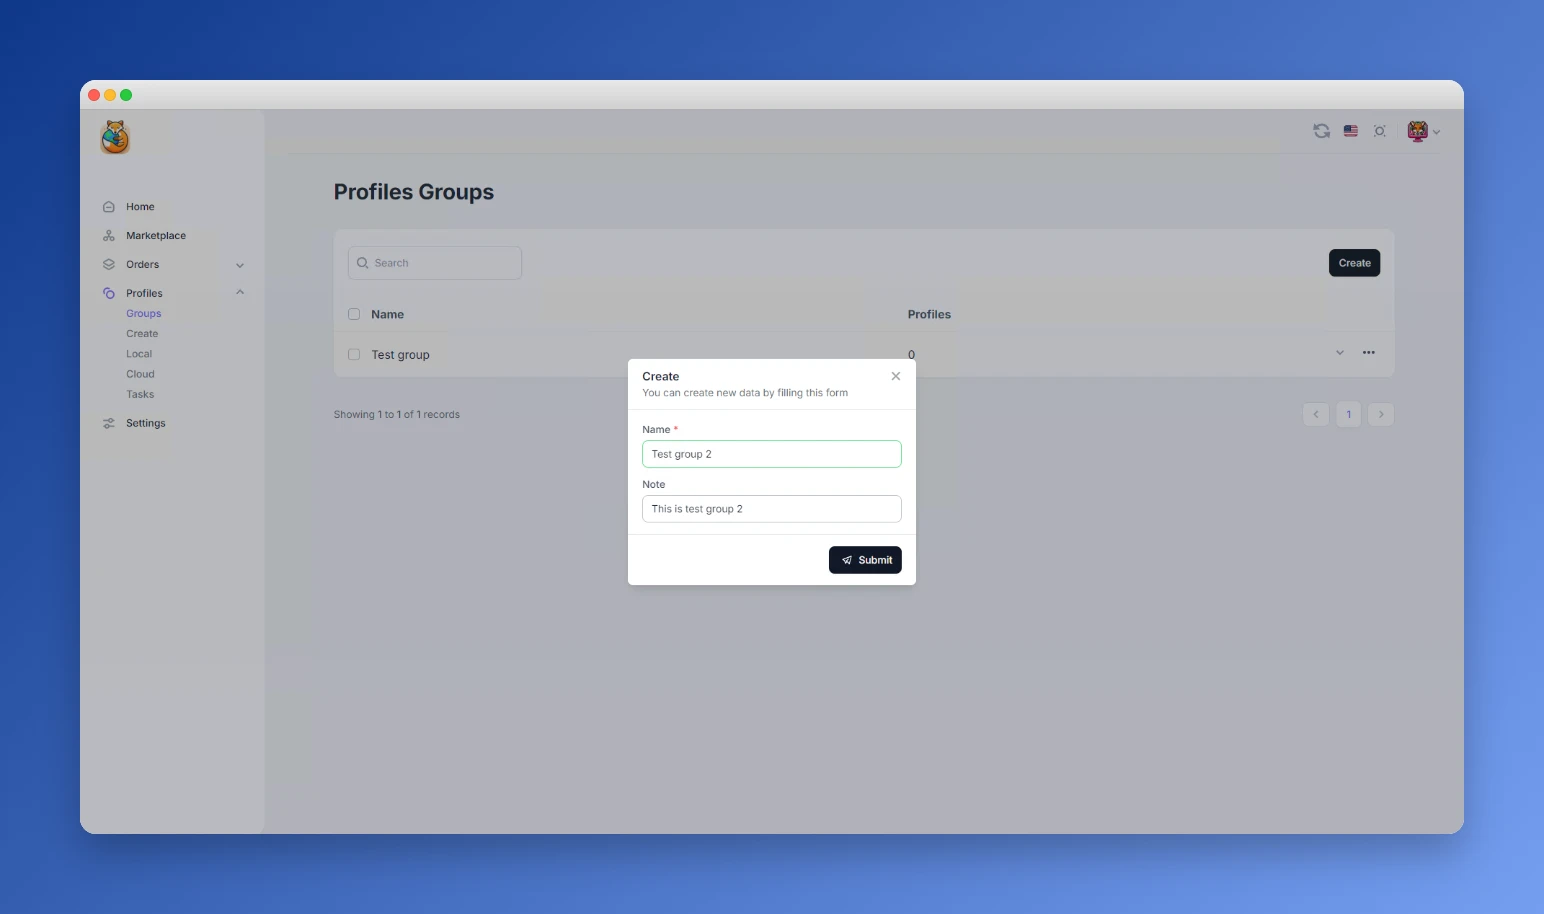 Home
Marketplace
Orders
Profiles
Groups
Create
Local
Cloud
Tasks
Settings
Profiles Groups
Search
Create
Name Profiles
Test group 0
Showing 1 to 1 of 1 records
1
Create
You can create new data by filling this form
Name *
Test group 2
Note
This is test group 2
Submit